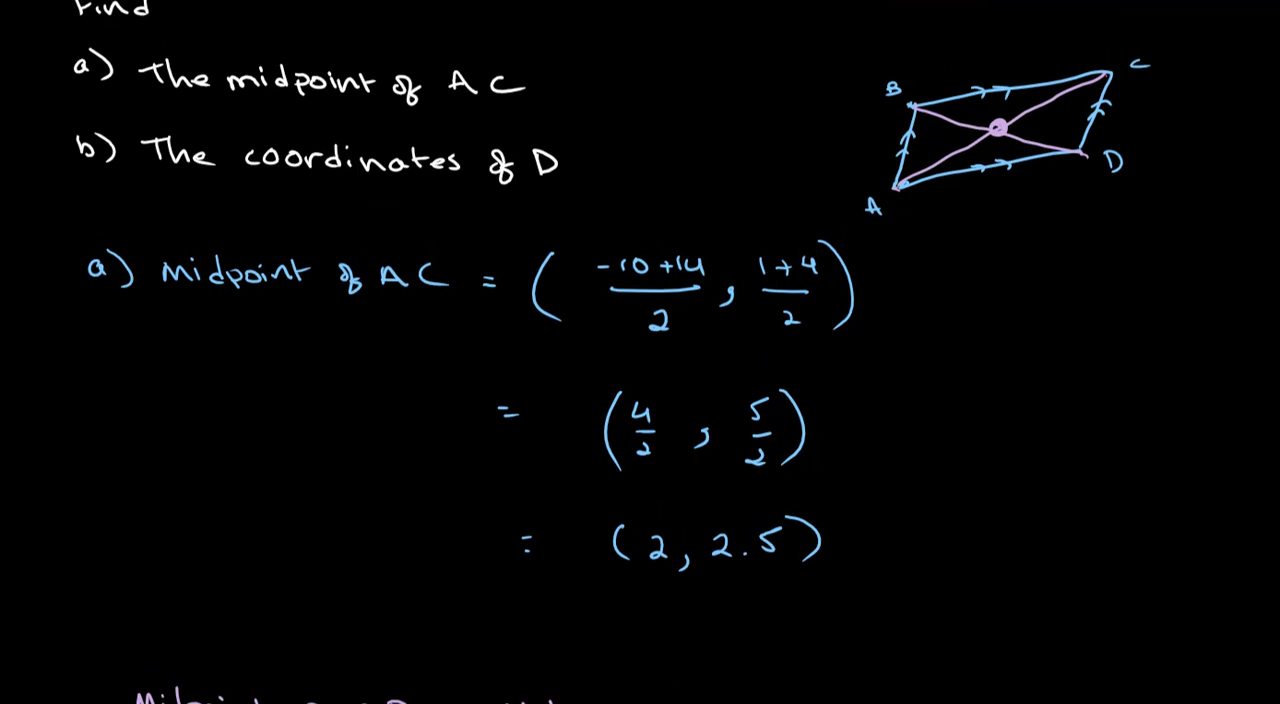 Find
a) The midpoint of AC
b) The coordinates of D
B
C
D
A
a) midpoint of AC = ( -10+14 / 2 , 1+4 / 2 )
= ( 4/2 , 5/2 )
= (2, 2.5)